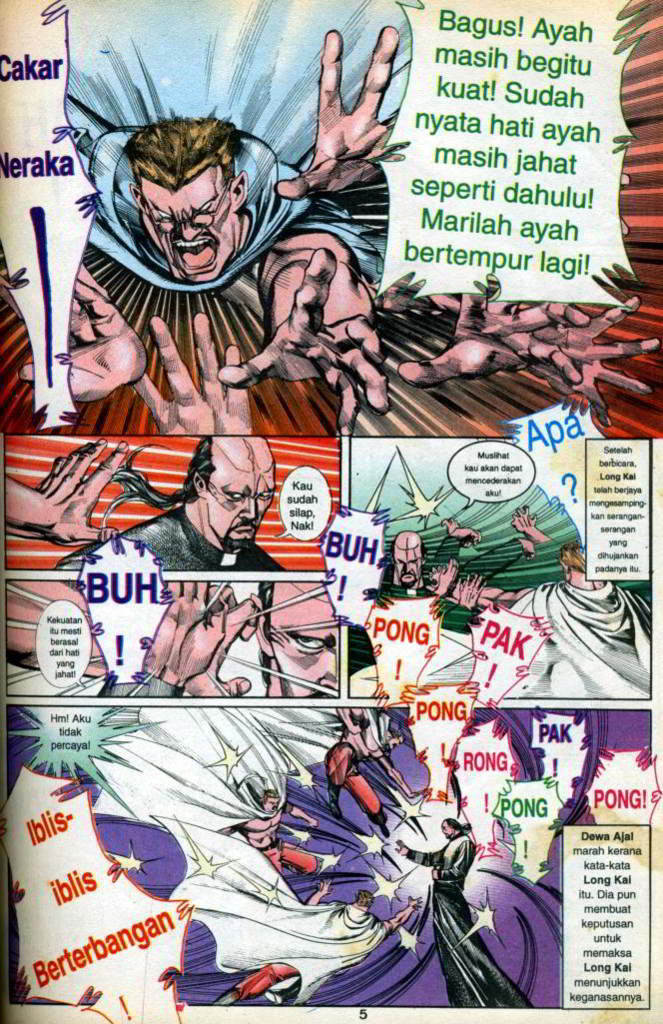 Cakar
Neraka
!
Bagus! Ayah
masih begitu
kuat! Sudah
nyata hati ayah
masih jahat
seperti dahulu!
Marilah ayah
bertempur lagi!
Kau
sudah
silap,
Nak!
BUH
!
Kekuatan
itu mesti
berasal
dari hati
yang
jahat!
BUH
!
Muslihat
kau akan dapat
mencederakan
aku!
Apa
?
Setelah
berbicara,
Long Kai
telah berjaya
mengesamping-
kan serangan-
serangan
yang
dihujankan
padanya itu.
PONG
!
PAK
!
Hm! Aku
tidak
percaya!
Iblis-
iblis
Berterbangan
!
PONG
!
RONG
!
PAK
!
PONG
!
PONG!
Dewa Ajal
marah kerana
kata-kata
Long Kai
itu. Dia pun
membuat
keputusan
untuk
memaksa
Long Kai
menunjukkan
keganasannya.
5